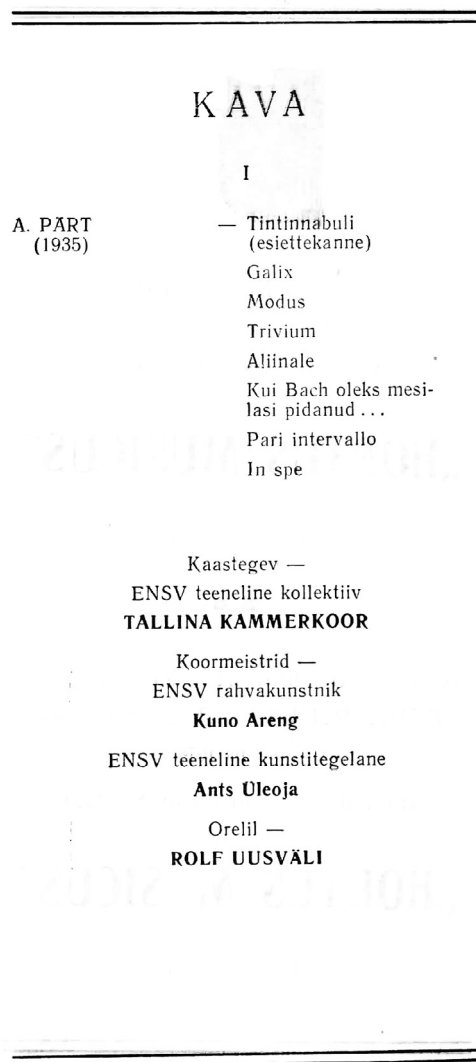 KAVA
I
A. PÄRT — Tintinnabuli
(1935) (esiettekanne)
Galix
Modus
Trivium
Aliinale
Kui Bach oleks mesi-
lasi pidanud ...
Pari intervallo
In spe
Kaastegev —
ENSV teeneline kollektiiv
TALLINA KAMMERKOOR
Koormeistrid —
ENSV rahvakunstnik
Kuno Areng
ENSV teeneline kunstitegelane
Ants Üleoja
Orelil —
ROLF UUSVÄLI